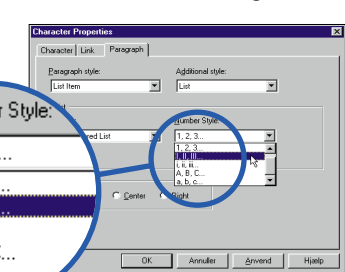 Character Properties
Character Link Paragraph
Paragraph style: Additional style:
List Item List
Number Style:
red List 1, 2, 3...
1, 2, 3...
I, II, III...
i, ii, iii...
A, B, C...
a, b, c...
r Style:
Center Right
OK Annuller Anvend Hjælp